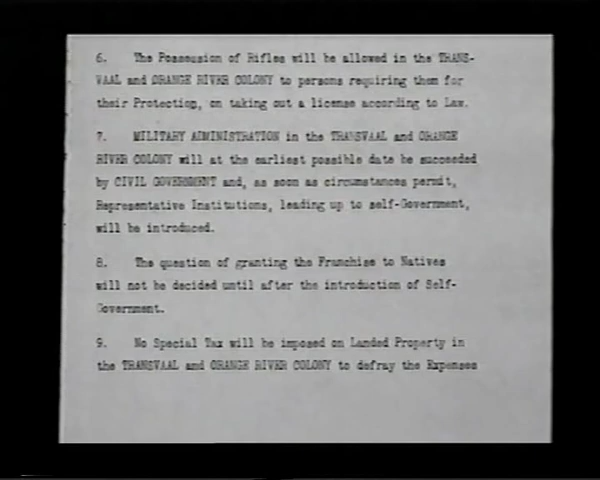 6. The Possession of Rifles will be allowed in the TRANS-
VAAL and ORANGE RIVER COLONY to persons requiring them for
their Protection, on taking out a license according to Law.
7. MILITARY ADMINISTRATION in the TRANSVAAL and ORANGE
RIVER COLONY will at the earliest possible date be succeeded
by CIVIL GOVERNMENT and, as soon as circumstances permit,
Representative Institutions, leading up to self-Government,
will be introduced.
8. The question of granting the Franchise to Natives
will not be decided until after the introduction of Self-
Government.
9. No Special Tax will be imposed on Landed Property in
the TRANSVAAL and ORANGE RIVER COLONY to defray the Expenses